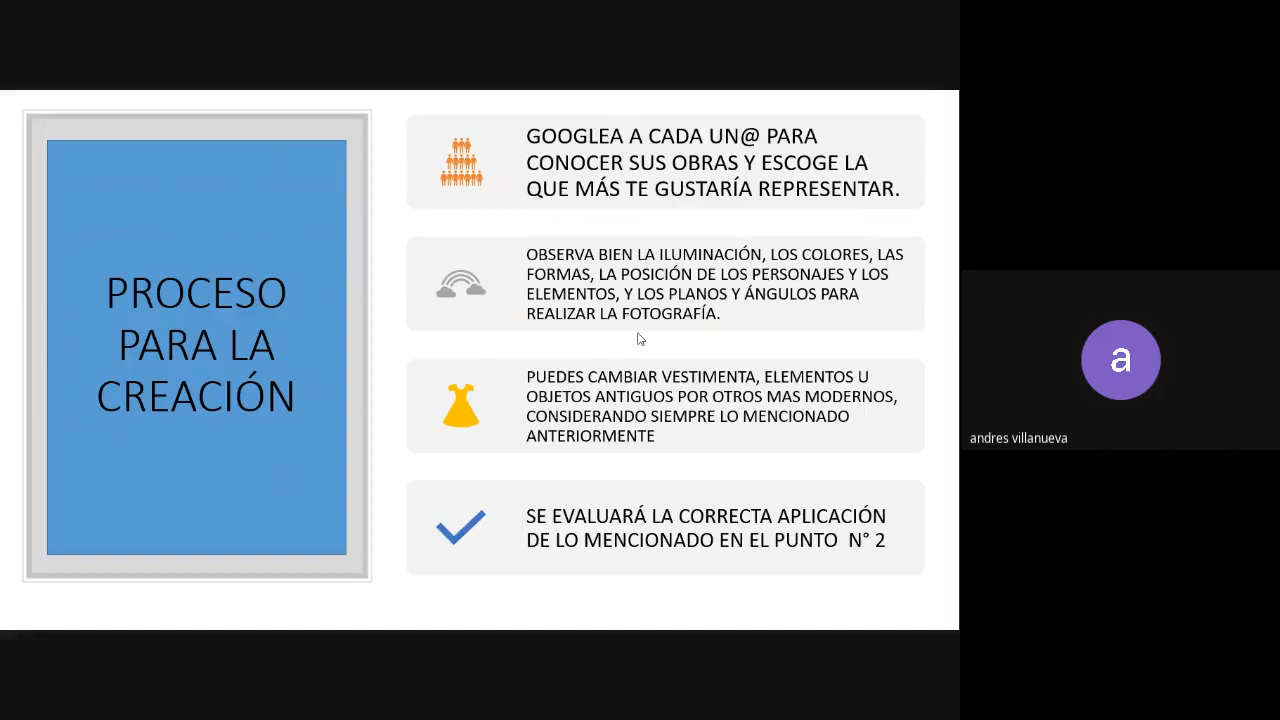 PROCESO
PARA LA
CREACIÓN
GOOGLEA A CADA UN@ PARA
CONOCER SUS OBRAS Y ESCOGE LA
QUE MÁS TE GUSTARÍA REPRESENTAR.
OBSERVA BIEN LA ILUMINACIÓN, LOS COLORES, LAS
FORMAS, LA POSICIÓN DE LOS PERSONAJES Y LOS
ELEMENTOS, Y LOS PLANOS Y ÁNGULOS PARA
REALIZAR LA FOTOGRAFÍA.
PUEDES CAMBIAR VESTIMENTA, ELEMENTOS U
OBJETOS ANTIGUOS POR OTROS MAS MODERNOS,
CONSIDERANDO SIEMPRE LO MENCIONADO
ANTERIORMENTE
SE EVALUARÁ LA CORRECTA APLICACIÓN
DE LO MENCIONADO EN EL PUNTO N° 2
a
andres villanueva